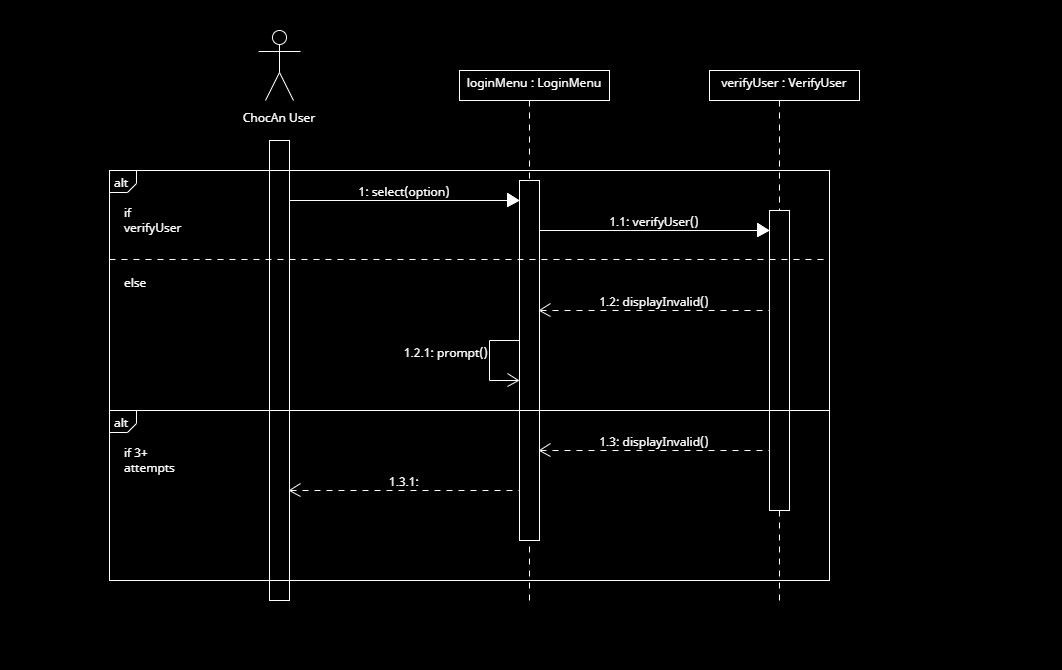 loginMenu : LoginMenu
verifyUser : VerifyUser
ChocAn User
alt
1: select(option)
if
verifyUser
1.1: verifyUser()
else
1.2: displayInvalid()
1.2.1: prompt()
alt
1.3: displayInvalid()
if 3+
attempts
1.3.1: